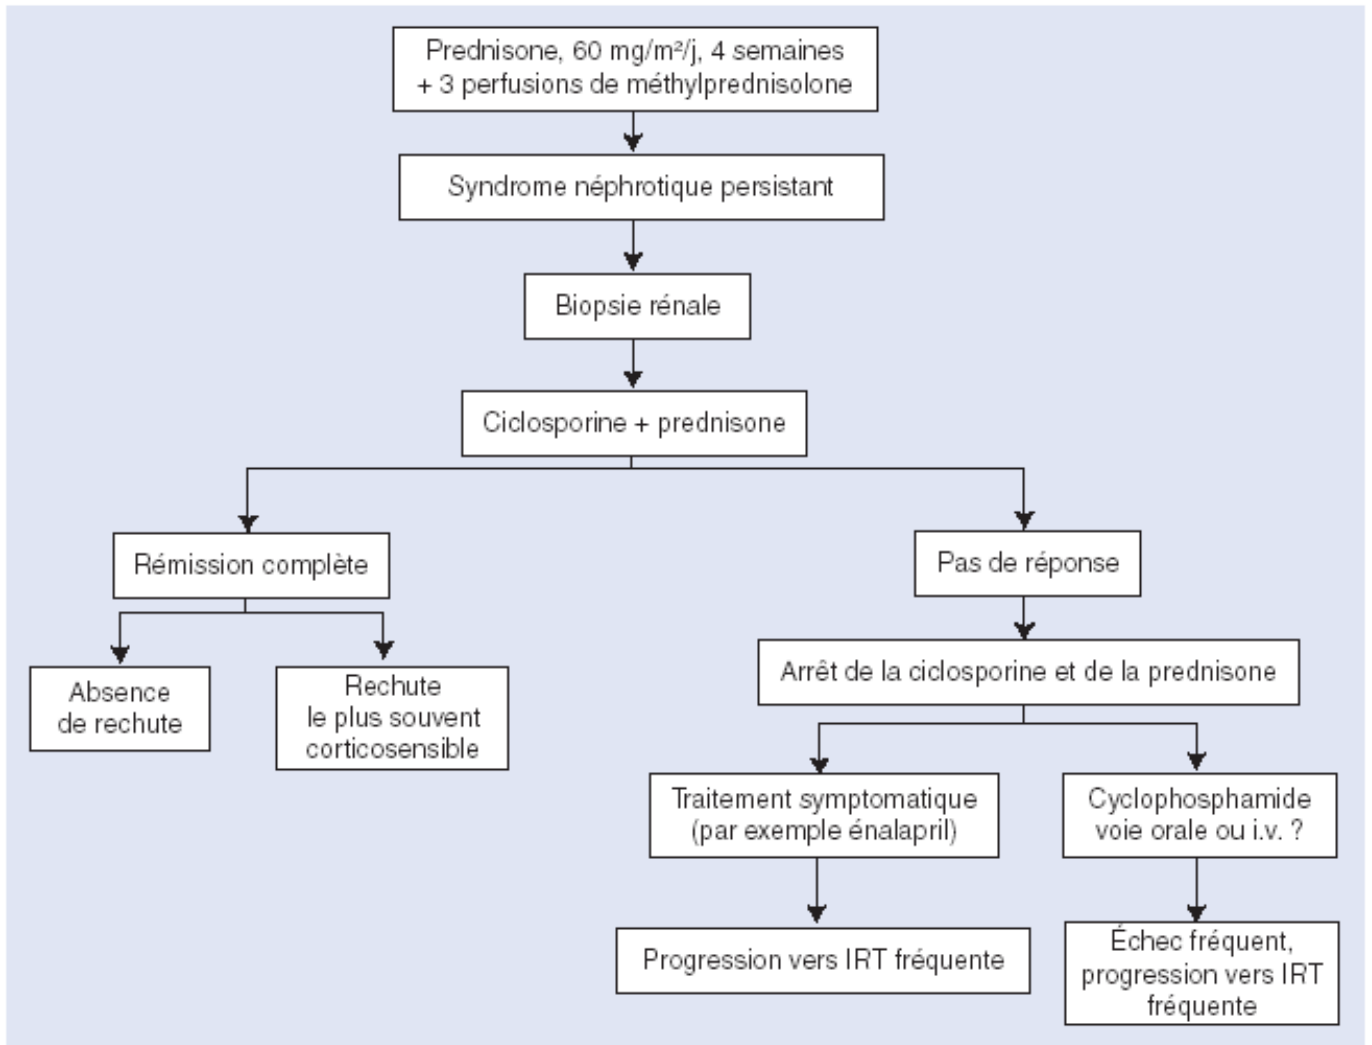 Prednisone, 60 mg/m²/j, 4 semaines
+ 3 perfusions de méthylprednisolone
Syndrome néphrotique persistant
Biopsie rénale
Ciclosporine + prednisone
Rémission complète
Pas de réponse
Absence
de rechute
Rechute
le plus souvent
corticosensible
Arrêt de la ciclosporine et de la prednisone
Traitement symptomatique
(par exemple énalapril)
Cyclophosphamide
voie orale ou i.v. ?
Progression vers IRT fréquente
Échec fréquent,
progression vers IRT
fréquente